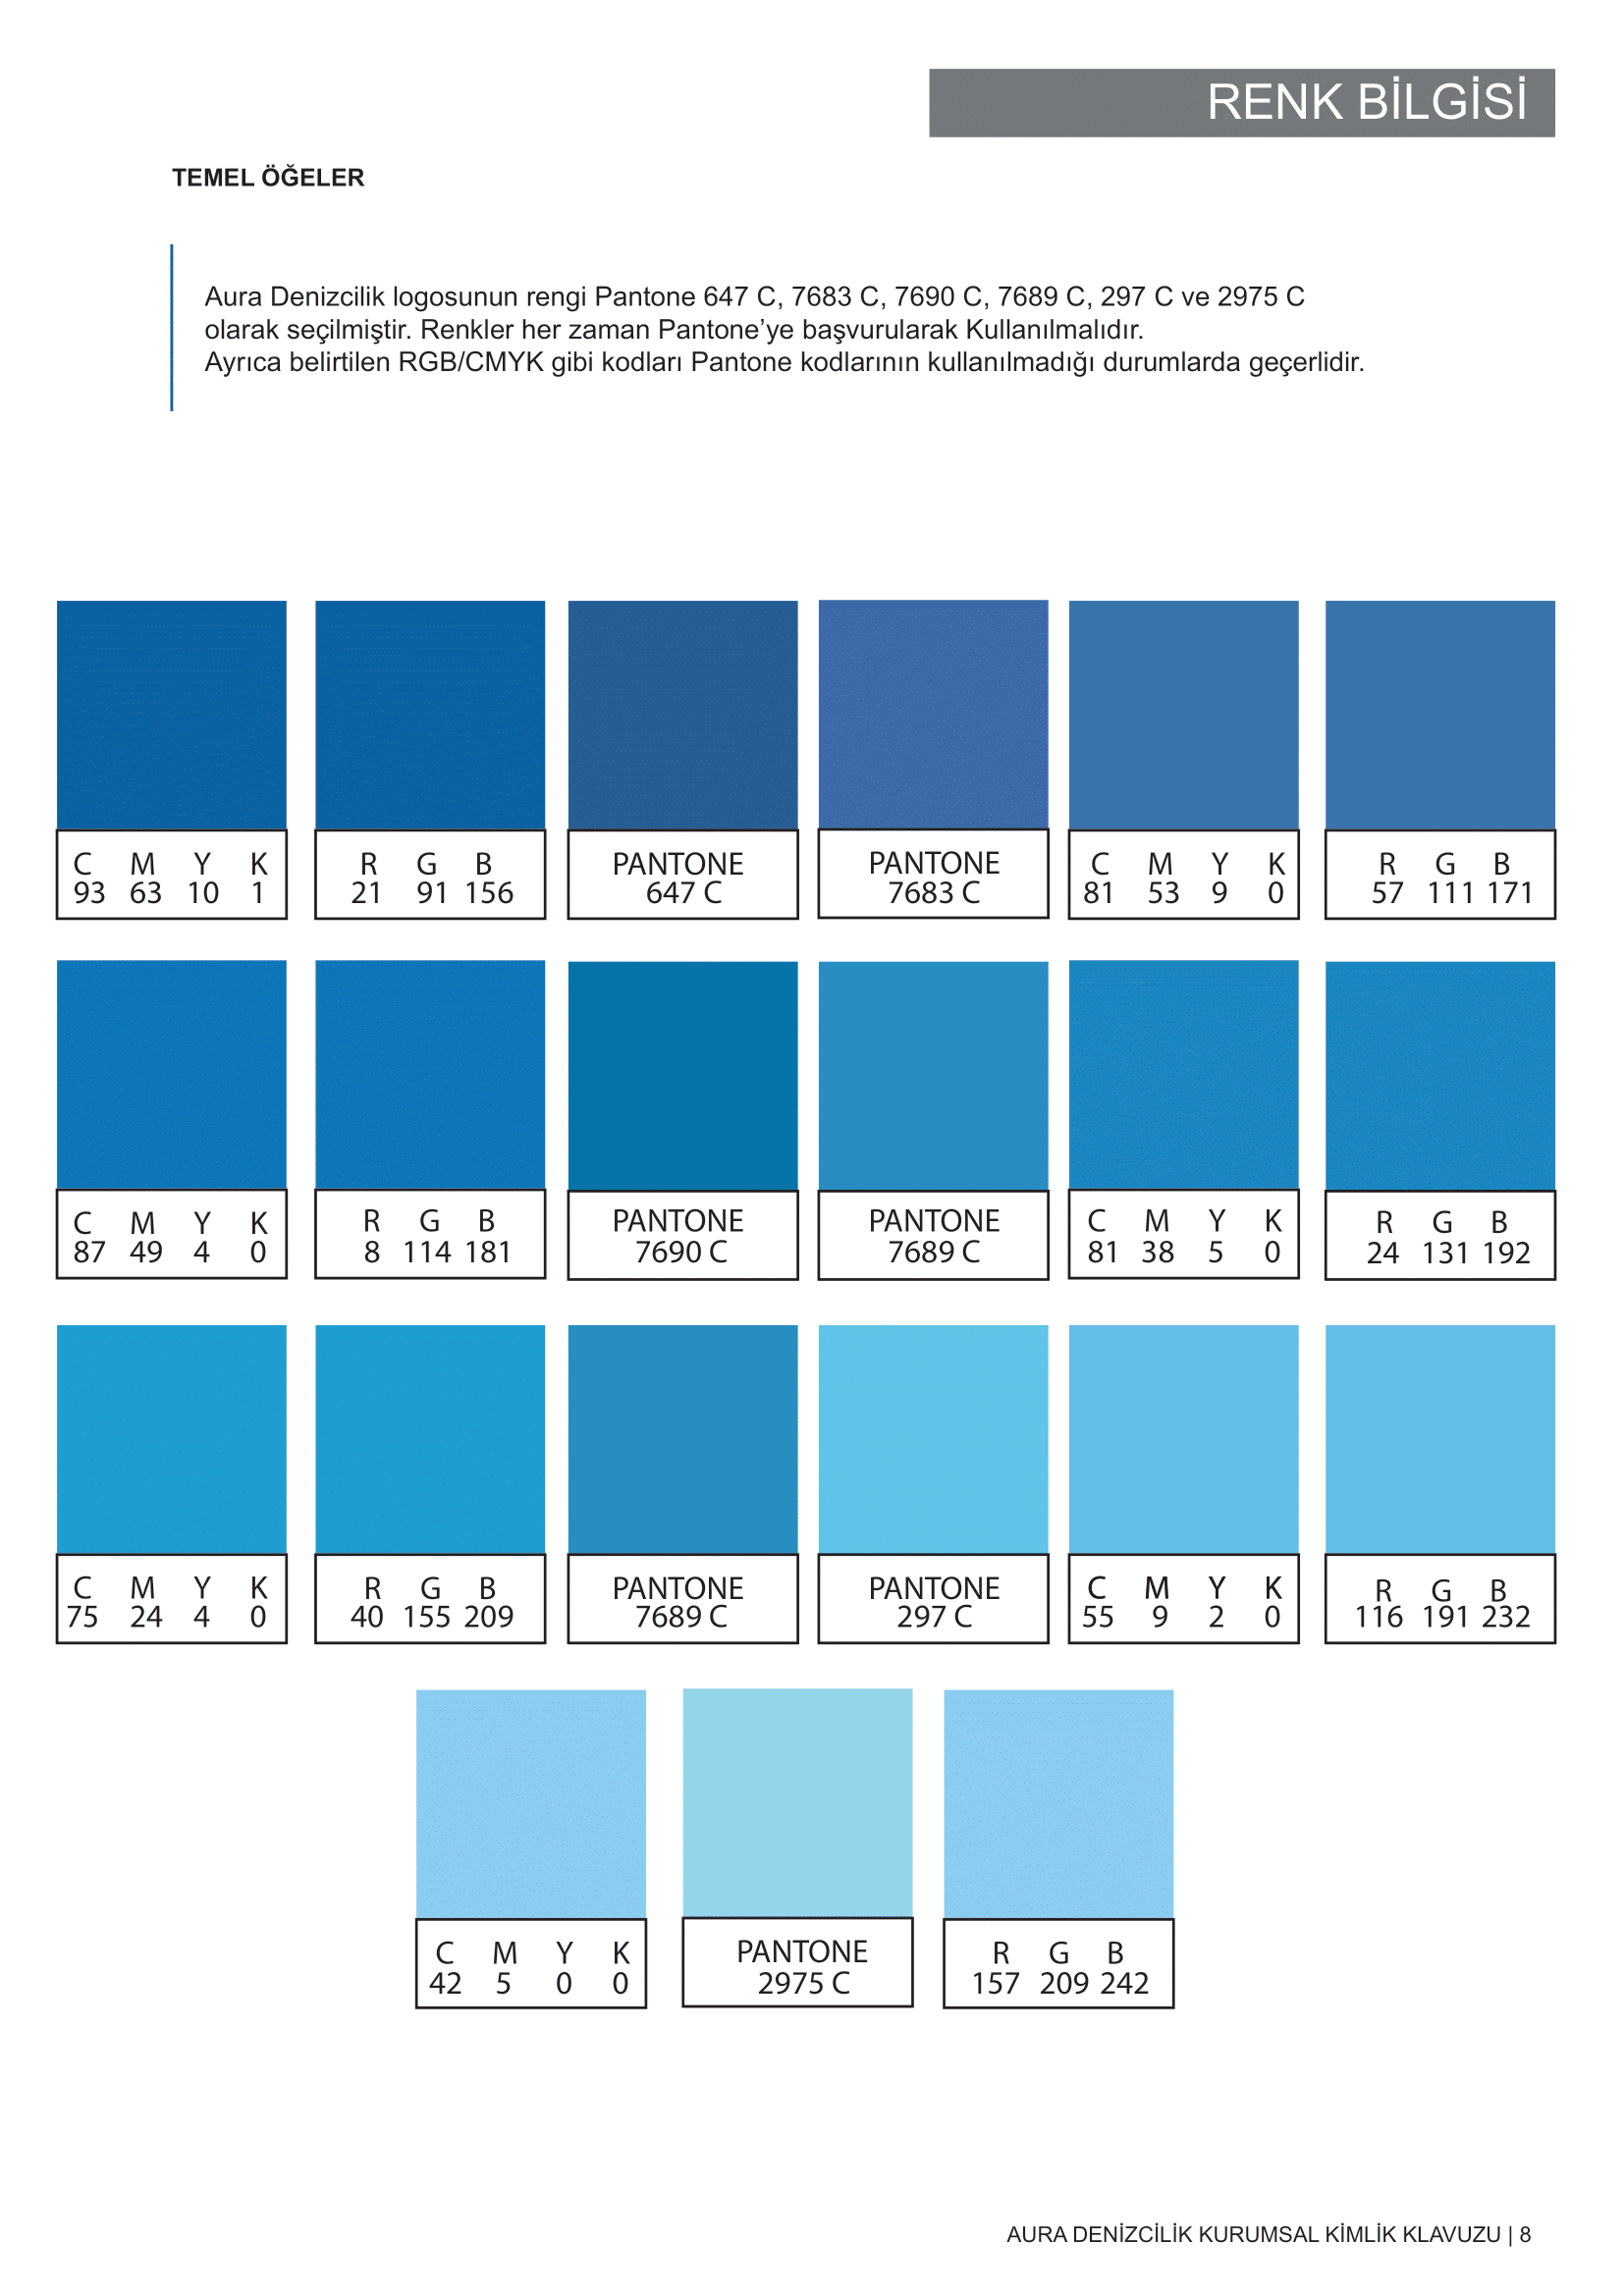 RENK BİLGİSİ
TEMEL ÖĞELER
Aura Denizcilik logosunun rengi Pantone 647 C, 7683 C, 7690 C, 7689 C, 297 C ve 2975 C
olarak seçilmiştir. Renkler her zaman Pantone’ye başvurularak Kullanılmalıdır.
Ayrıca belirtilen RGB/CMYK gibi kodları Pantone kodlarının kullanılmadığı durumlarda geçerlidir.
C M Y K
93 63 10 1
R G B
21 91 156
PANTONE
647 C
PANTONE
7683 C
C M Y K
81 53 9 0
R G B
57 111 171
C M Y K
87 49 4 0
R G B
8 114 181
PANTONE
7690 C
PANTONE
7689 C
C M Y K
81 38 5 0
R G B
24 131 192
C M Y K
75 24 4 0
R G B
40 155 209
PANTONE
7689 C
PANTONE
297 C
C M Y K
55 9 2 0
R G B
116 191 232
C M Y K
42 5 0 0
PANTONE
2975 C
R G B
157 209 242
AURA DENİZCİLİK KURUMSAL KİMLİK KLAVUZU | 8